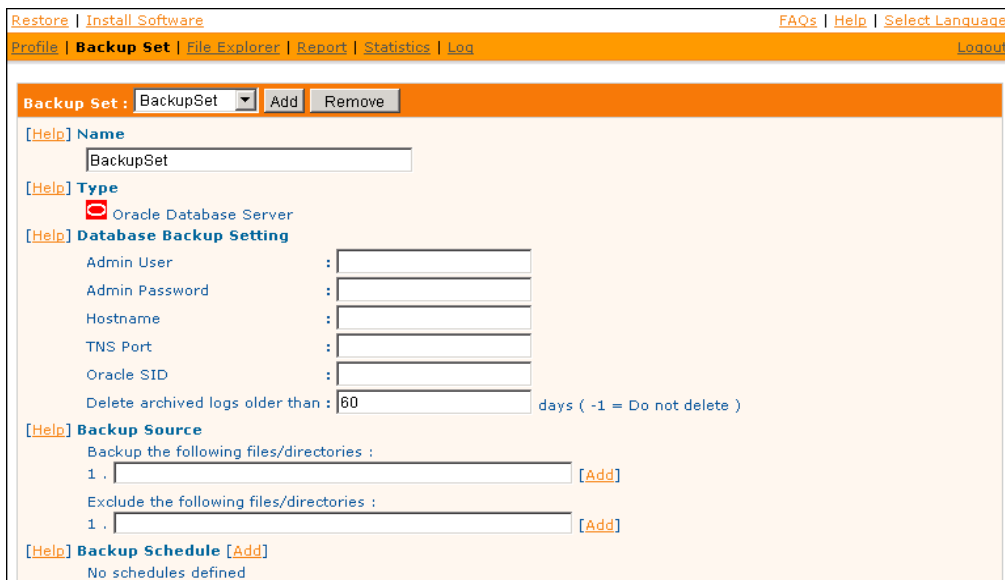 Restore | Install Software FAQs | Help | Select Language
Profile | Backup Set | File Explorer | Report | Statistics | Log Logout
Backup Set : BackupSet Add Remove
[Help] Name
BackupSet
[Help] Type
Oracle Database Server
[Help] Database Backup Setting
Admin User :
Admin Password :
Hostname :
TNS Port :
Oracle SID :
Delete archived logs older than : 60 days ( -1 = Do not delete )
[Help] Backup Source
Backup the following files/directories :
1 . [Add]
Exclude the following files/directories :
1 . [Add]
[Help] Backup Schedule [Add]
No schedules defined